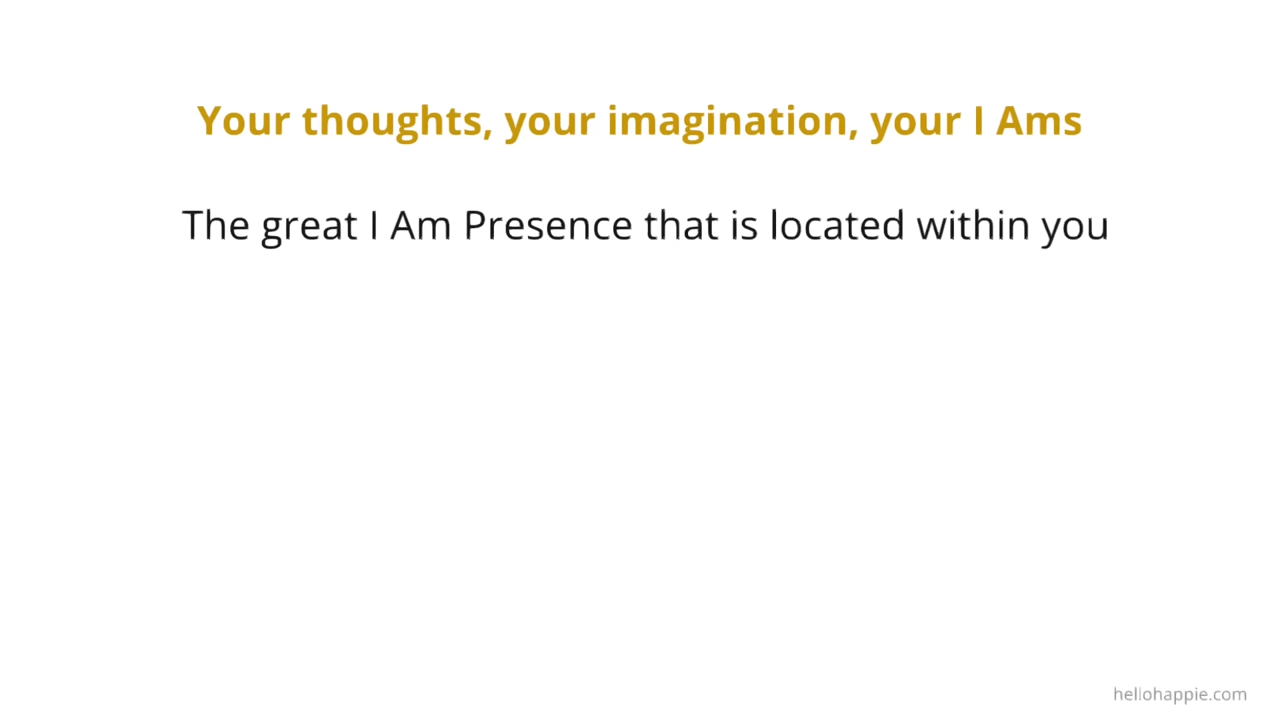 Your thoughts, your imagination, your I Ams
The great I Am Presence that is located within you
hellohappie.com